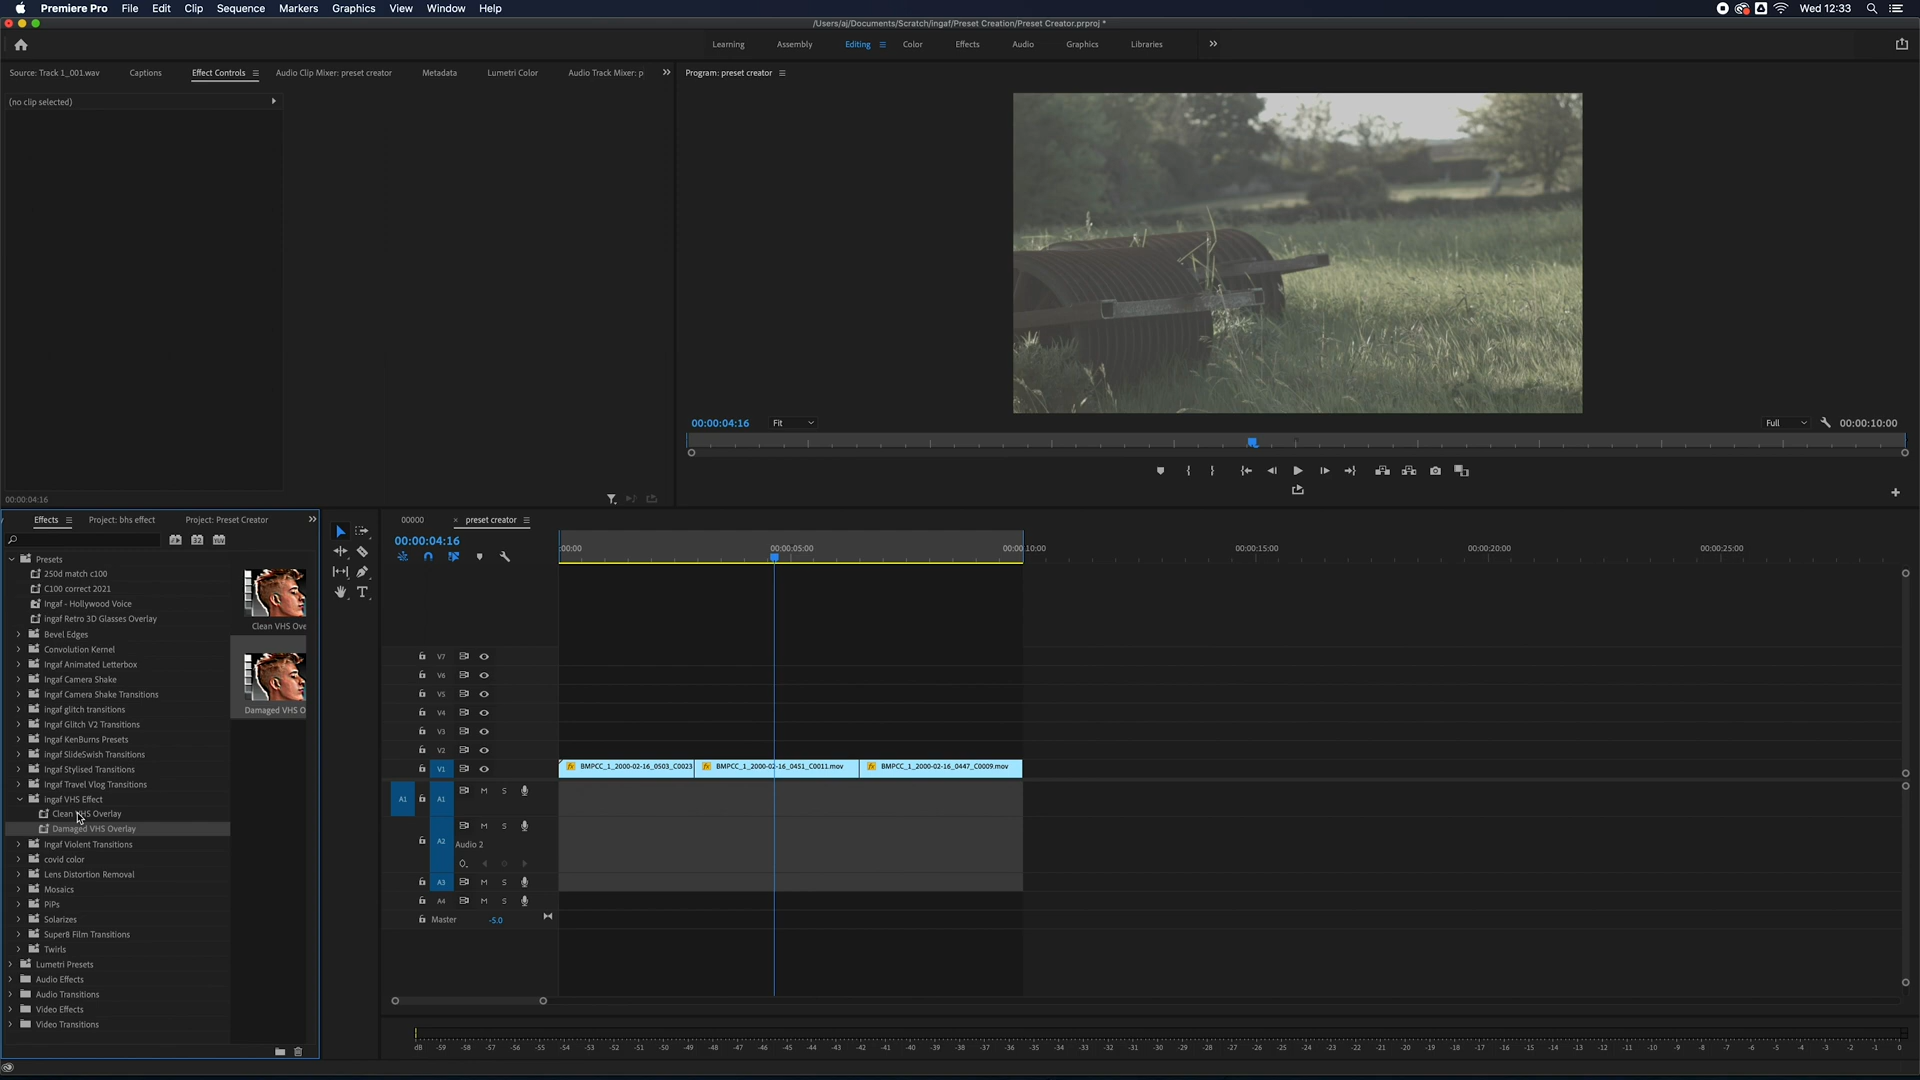 Premiere Pro File Edit Clip Sequence Markers Graphics View Window Help Wed 12:33
/Users/aj/Documents/Scratch/ingaf/Preset Creation/Preset Creator.prproj *
Learning Assembly Editing Color Effects Audio Graphics Libraries
Source: Track 1_001.wav Captions Effect Controls Audio Clip Mixer: preset creator Metadata Lumetri Color Audio Track Mixer: p
Program: preset creator
(no clip selected)
00:00:04:16 Fit Full 00:00:10:00
00:00:04:16
Effects Project: bhs effect Project: Preset Creator
Presets
250d match c100
C100 correct 2021
Ingaf - Hollywood Voice
ingaf Retro 3D Glasses Overlay
Bevel Edges
Convolution Kernel
Ingaf Animated Letterbox
Ingaf Camera Shake
Ingaf Camera Shake Transitions
ingaf glitch transitions
Ingaf Glitch V2 Transitions
Ingaf KenBurns Presets
ingaf SlideSwish Transitions
Ingaf Stylised Transitions
Ingaf Travel Vlog Transitions
ingaf VHS Effect
Clean VHS Overlay
Damaged VHS Overlay
Ingaf Violent Transitions
covid color
Lens Distortion Removal
Mosaics
PiPs
Solarizes
Super8 Film Transitions
Twirls
Lumetri Presets
Audio Effects
Audio Transitions
Video Effects
Video Transitions
Clean VHS Ove
Damaged VHS O
00000 × preset creator
00:00:04:16
:00:00 00:00:05:00 00:00:10:00 00:00:15:00 00:00:20:00 00:00:25:00
V7
V6
V5
V4
V3
V2
V1 fx BMPCC_1_2000-02-16_0503_C0023 fx BMPCC_1_2000-02-16_0451_C0011.mov fx BMPCC_1_2000-02-16_0447_C0009.mov
A1 A1 M S
A2 M S
Audio 2
A3 M S
A4 M S
Master -5.0
dB -59 -58 -57 -56 -55 -54 -53 -52 -51 -50 -49 -48 -47 -46 -45 -44 -43 -42 -41 -40 -39 -38 -37 -36 -35 -34 -33 -32 -31 -30 -29 -28 -27 -26 -25 -24 -23 -22 -21 -20 -19 -18 -17 -16 -15 -14 -13 -12 -11 -10 -9 -8 -7 -6 -5 -4 -3 -2 -1 0